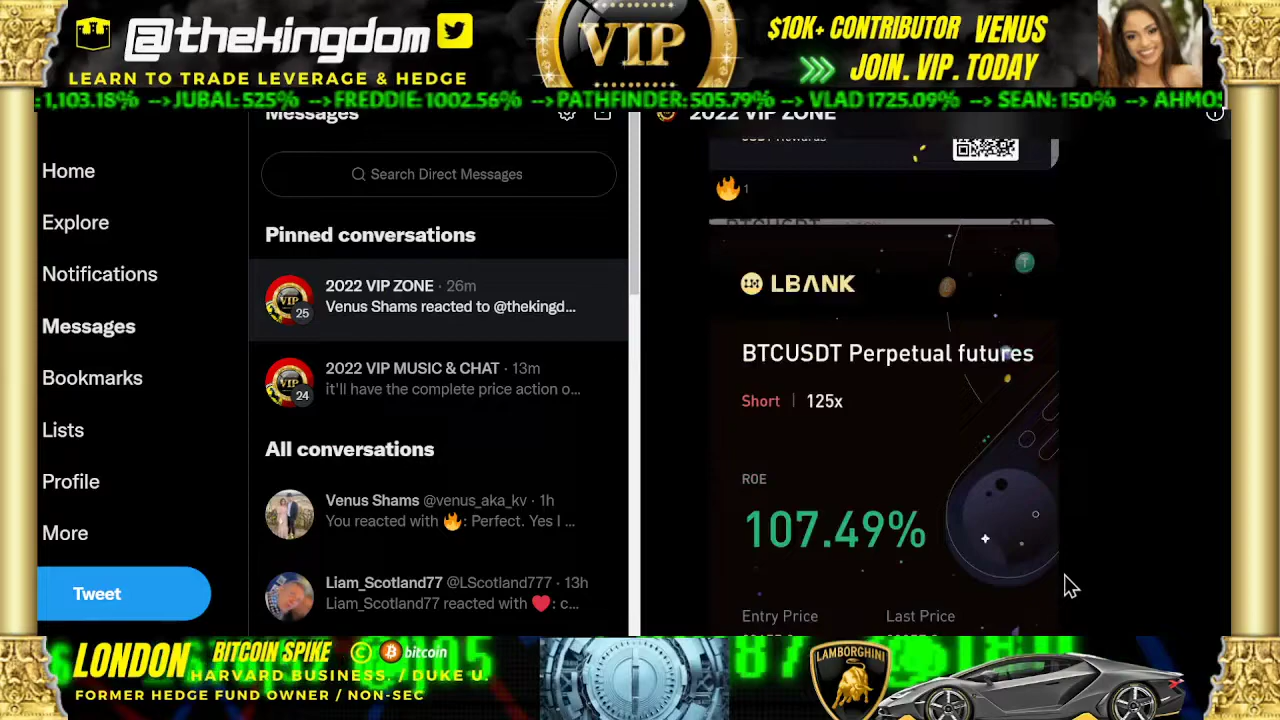 @thekingdom
LEARN TO TRADE LEVERAGE & HEDGE
VIP
$10K+ CONTRIBUTOR VENUS
JOIN. VIP. TODAY
: 1,103.18% -->JUBAL: 525% -->FREDDIE: 1002.56% -->PATHFINDER: 505.79% --> VLAD 1725.09% --> SEAN: 150% --> AHMOS
Messages
2022 VIP ZONE
Home
Explore
Notifications
Messages
Bookmarks
Lists
Profile
More
Tweet
Search Direct Messages
Pinned conversations
2022 VIP ZONE · 26m
Venus Shams reacted to @thekingd...
VIP
25
2022 VIP MUSIC & CHAT · 13m
it'll have the complete price action o...
VIP
24
All conversations
Venus Shams @venus_aka_kv · 1h
You reacted with 🔥: Perfect. Yes I ...
Liam_Scotland77 @LScotland777 · 13h
Liam_Scotland77 reacted with ❤️: c...
USDT Rewards
🔥 1
LBANK
BTCUSDT Perpetual futures
Short | 125x
ROE
107.49%
Entry Price
Last Price
LONDON BITCOIN SPIKE © bitcoin
HARVARD BUSINESS. / DUKE U.
FORMER HEDGE FUND OWNER / NON-SEC
LAMBORGHINI